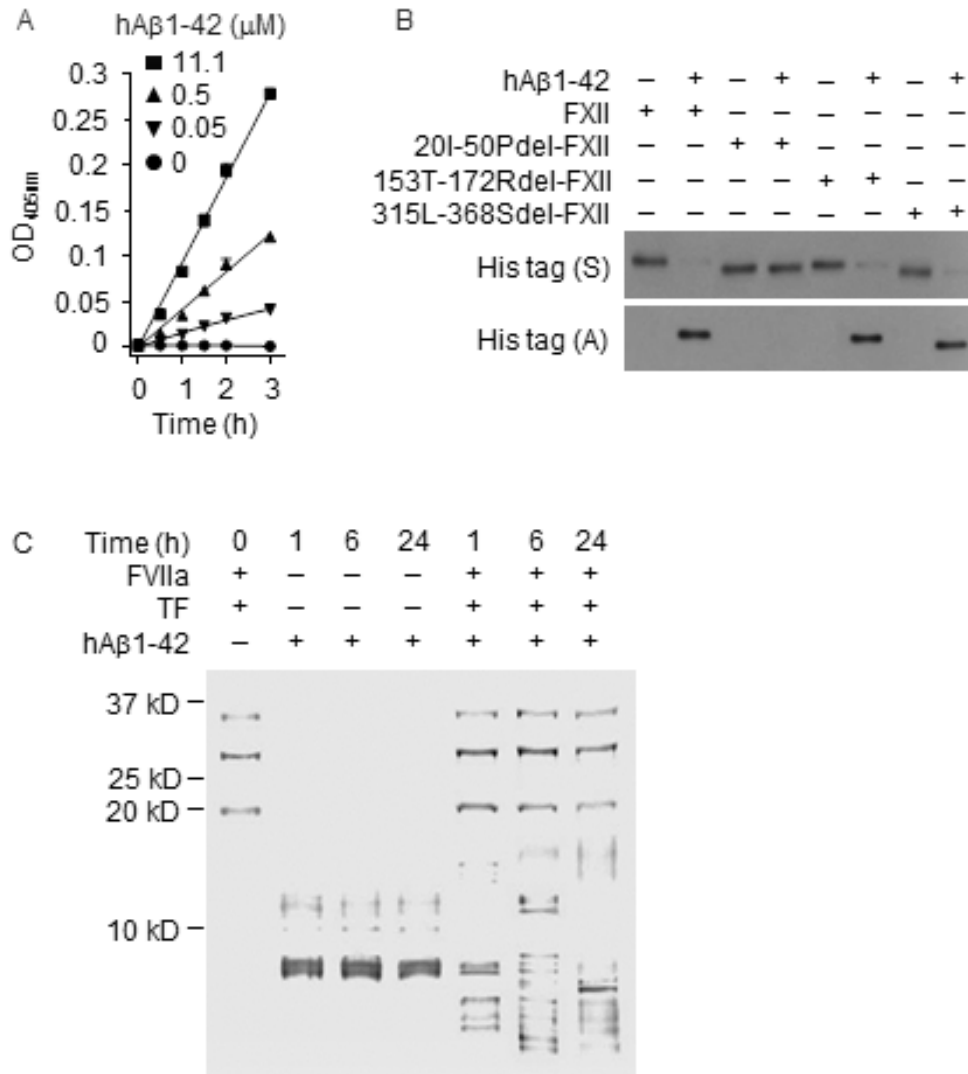 A
hAβ1-42 (μM)
11.1
0.5
0.05
0
0.3
0.25
0.2
0.15
0.1
0.05
0
OD405nm
0 1 2 3
Time (h)
B
hAβ1-42 – + – + – + – +
FXII + + – – – – – –
20I-50Pdel-FXII – – + + – – – –
153T-172Rdel-FXII – – – – + + – –
315L-368Sdel-FXII – – – – – – + +
His tag (S)
His tag (A)
C
Time (h) 0 1 6 24 1 6 24
FVIIa + – – – + + +
TF + – – – + + +
hAβ1-42 – + + + + + +
37 kD
25 kD
20 kD
10 kD